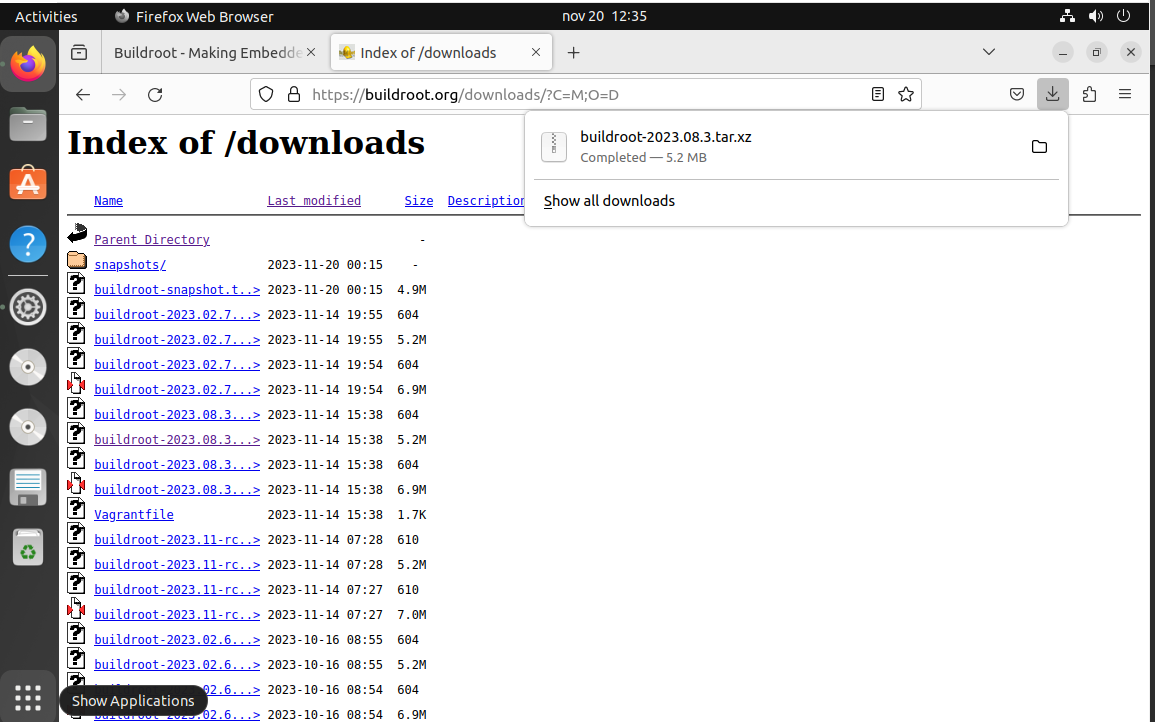 Activities Firefox Web Browser nov 20 12:35
Buildroot - Making Embedde Index of /downloads
https://buildroot.org/downloads/?C=M;O=D
Index of /downloads
buildroot-2023.08.3.tar.xz
Completed — 5.2 MB
Show all downloads
Name Last modified Size Description
Parent Directory -
snapshots/ 2023-11-20 00:15 -
buildroot-snapshot.t..> 2023-11-20 00:15 4.9M
buildroot-2023.02.7...> 2023-11-14 19:55 604
buildroot-2023.02.7...> 2023-11-14 19:55 5.2M
buildroot-2023.02.7...> 2023-11-14 19:54 604
buildroot-2023.02.7...> 2023-11-14 19:54 6.9M
buildroot-2023.08.3...> 2023-11-14 15:38 604
buildroot-2023.08.3...> 2023-11-14 15:38 5.2M
buildroot-2023.08.3...> 2023-11-14 15:38 604
buildroot-2023.08.3...> 2023-11-14 15:38 6.9M
Vagrantfile 2023-11-14 15:38 1.7K
buildroot-2023.11-rc..> 2023-11-14 07:28 610
buildroot-2023.11-rc..> 2023-11-14 07:28 5.2M
buildroot-2023.11-rc..> 2023-11-14 07:27 610
buildroot-2023.11-rc..> 2023-11-14 07:27 7.0M
buildroot-2023.02.6...> 2023-10-16 08:55 604
buildroot-2023.02.6...> 2023-10-16 08:55 5.2M
02.6...> 2023-10-16 08:54 604
Show Applications
02.6...> 2023-10-16 08:54 6.9M